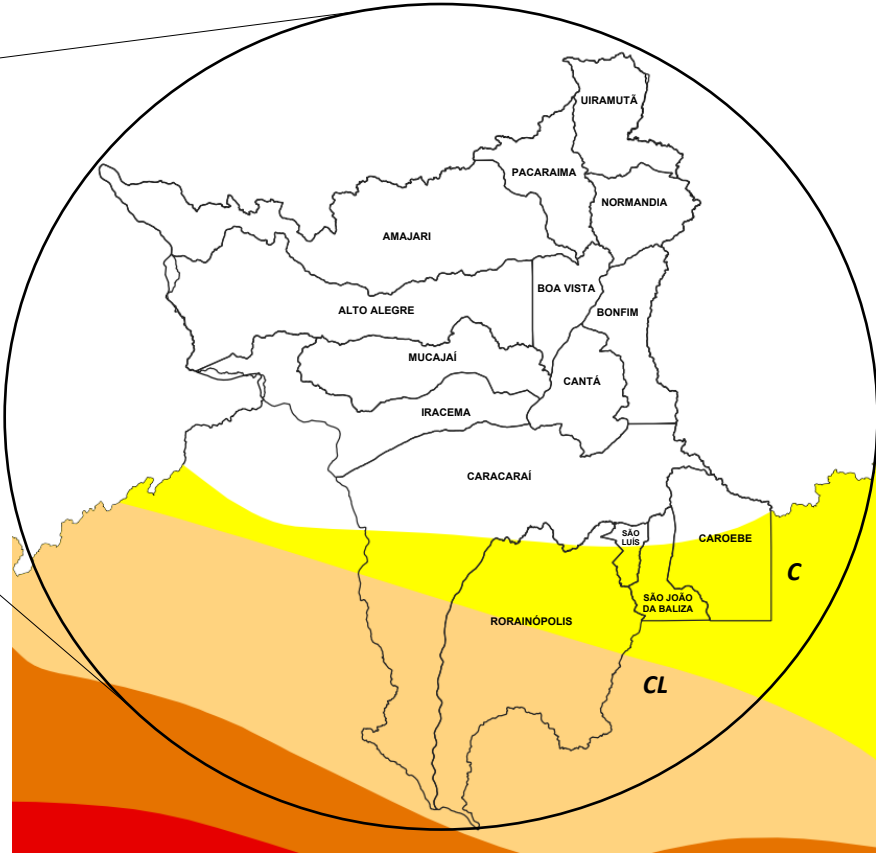 UIRAMUTÃ
PACARAIMA
NORMANDIA
AMAJARI
BOA VISTA
ALTO ALEGRE
BONFIM
MUCAJAÍ
CANTÁ
IRACEMA
CARACARAÍ
SÃO
LUÍS
CAROEBE
C
SÃO JOÃO
DA BALIZA
RORAINÓPOLIS
CL